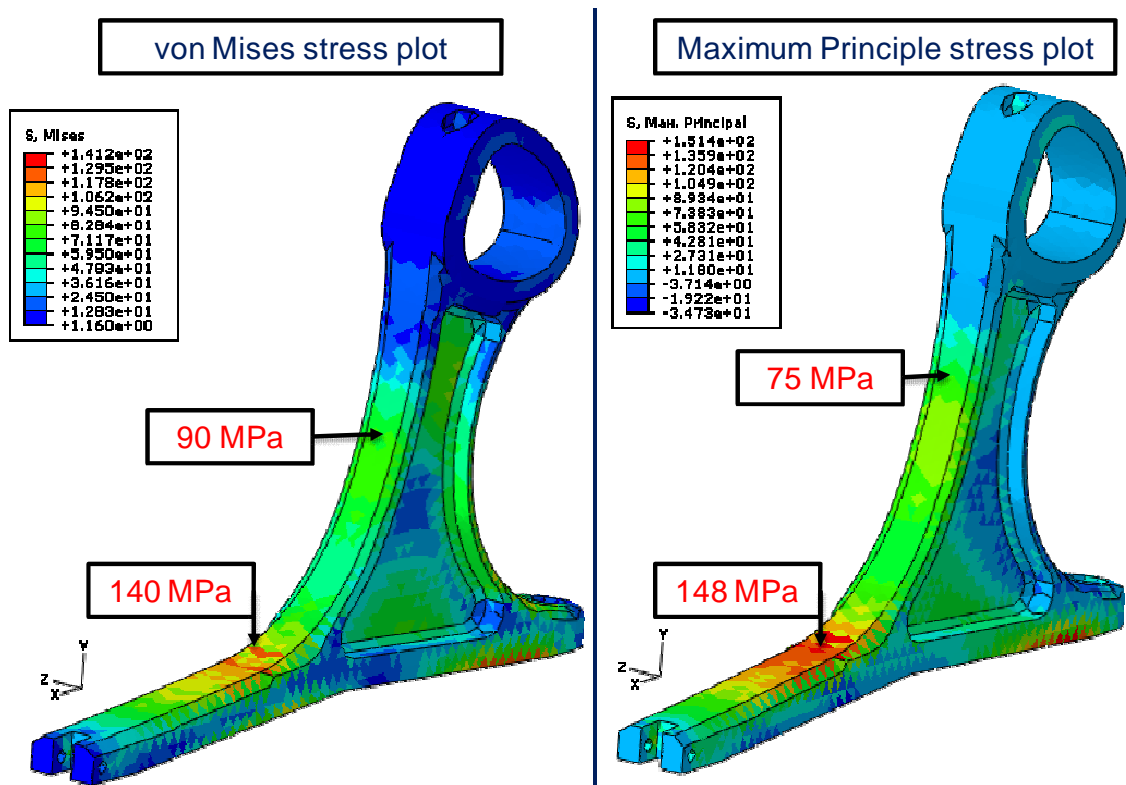 von Mises stress plot
Maximum Principle stress plot
S, Mises
+1.412e+02
+1.295e+02
+1.178e+02
+1.062e+02
+9.450e+01
+8.284e+01
+7.117e+01
+5.950e+01
+4.783e+01
+3.616e+01
+2.450e+01
+1.283e+01
+1.160e+00
90 MPa
140 MPa
Y
Z
X
S, Max. Principal
+1.514e+02
+1.359e+02
+1.204e+02
+1.049e+02
+8.934e+01
+7.383e+01
+5.832e+01
+4.281e+01
+2.731e+01
+1.180e+01
-3.714e+00
-1.922e+01
-3.473e+01
75 MPa
148 MPa
Y
Z
X